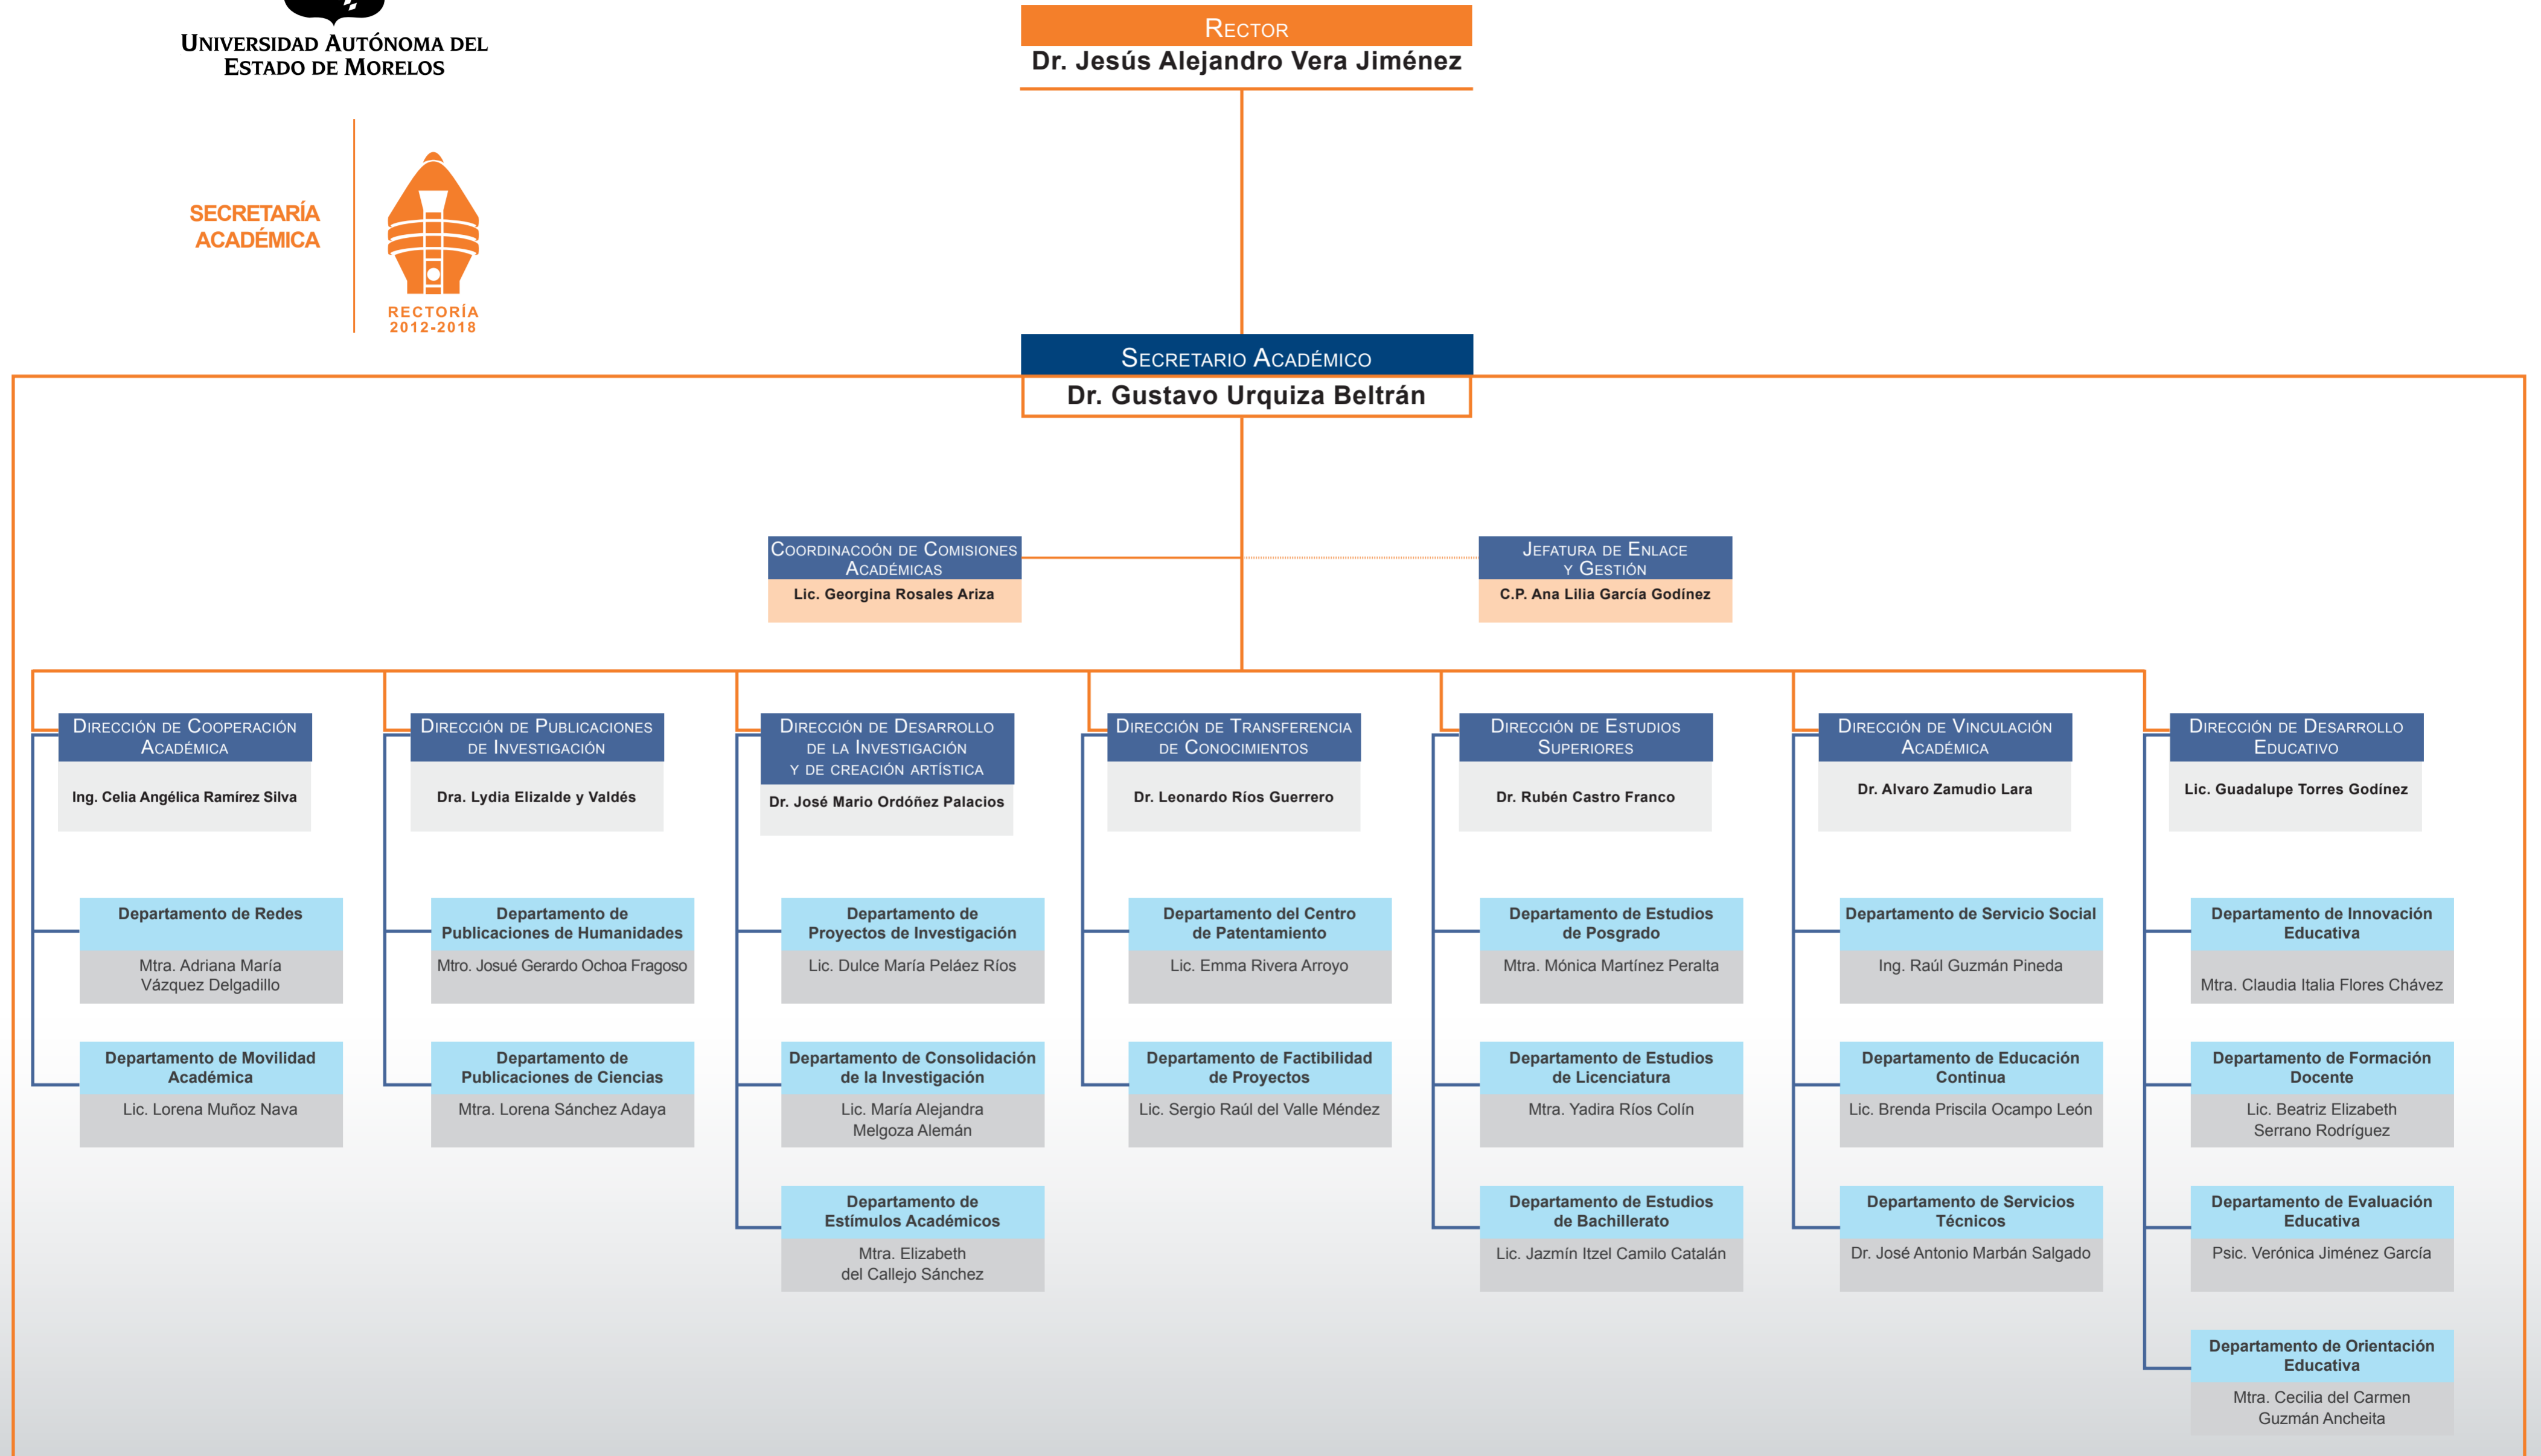 UNIVERSIDAD AUTÓNOMA DEL
ESTADO DE MORELOS
SECRETARÍA
ACADÉMICA
RECTORÍA
2012-2018
RECTOR
Dr. Jesús Alejandro Vera Jiménez
SECRETARIO ACADÉMICO
Dr. Gustavo Urquiza Beltrán
COORDINACOÓN DE COMISIONES
ACADÉMICAS
Lic. Georgina Rosales Ariza
JEFATURA DE ENLACE
Y GESTIÓN
C.P. Ana Lilia García Godínez
DIRECCIÓN DE COOPERACIÓN
ACADÉMICA
Ing. Celia Angélica Ramírez Silva
Departamento de Redes
Mtra. Adriana María
Vázquez Delgadillo
Departamento de Movilidad
Académica
Lic. Lorena Muñoz Nava
DIRECCIÓN DE PUBLICACIONES
DE INVESTIGACIÓN
Dra. Lydia Elizalde y Valdés
Departamento de
Publicaciones de Humanidades
Mtro. Josué Gerardo Ochoa Fragoso
Departamento de
Publicaciones de Ciencias
Mtra. Lorena Sánchez Adaya
DIRECCIÓN DE DESARROLLO
DE LA INVESTIGACIÓN
Y DE CREACIÓN ARTÍSTICA
Dr. José Mario Ordóñez Palacios
Departamento de
Proyectos de Investigación
Lic. Dulce María Peláez Ríos
Departamento de Consolidación
de la Investigación
Lic. María Alejandra
Melgoza Alemán
Departamento de
Estímulos Académicos
Mtra. Elizabeth
del Callejo Sánchez
DIRECCIÓN DE TRANSFERENCIA
DE CONOCIMIENTOS
Dr. Leonardo Ríos Guerrero
Departamento del Centro
de Patentamiento
Lic. Emma Rivera Arroyo
Departamento de Factibilidad
de Proyectos
Lic. Sergio Raúl del Valle Méndez
DIRECCIÓN DE ESTUDIOS
SUPERIORES
Dr. Rubén Castro Franco
Departamento de Estudios
de Posgrado
Mtra. Mónica Martínez Peralta
Departamento de Estudios
de Licenciatura
Mtra. Yadira Ríos Colín
Departamento de Estudios
de Bachillerato
Lic. Jazmín Itzel Camilo Catalán
DIRECCIÓN DE VINCULACIÓN
ACADÉMICA
Dr. Alvaro Zamudio Lara
Departamento de Servicio Social
Ing. Raúl Guzmán Pineda
Departamento de Educación
Continua
Lic. Brenda Priscila Ocampo León
Departamento de Servicios
Técnicos
Dr. José Antonio Marbán Salgado
DIRECCIÓN DE DESARROLLO
EDUCATIVO
Lic. Guadalupe Torres Godínez
Departamento de Innovación
Educativa
Mtra. Claudia Italia Flores Chávez
Departamento de Formación
Docente
Lic. Beatriz Elizabeth
Serrano Rodríguez
Departamento de Evaluación
Educativa
Psic. Verónica Jiménez García
Departamento de Orientación
Educativa
Mtra. Cecilia del Carmen
Guzmán Ancheita